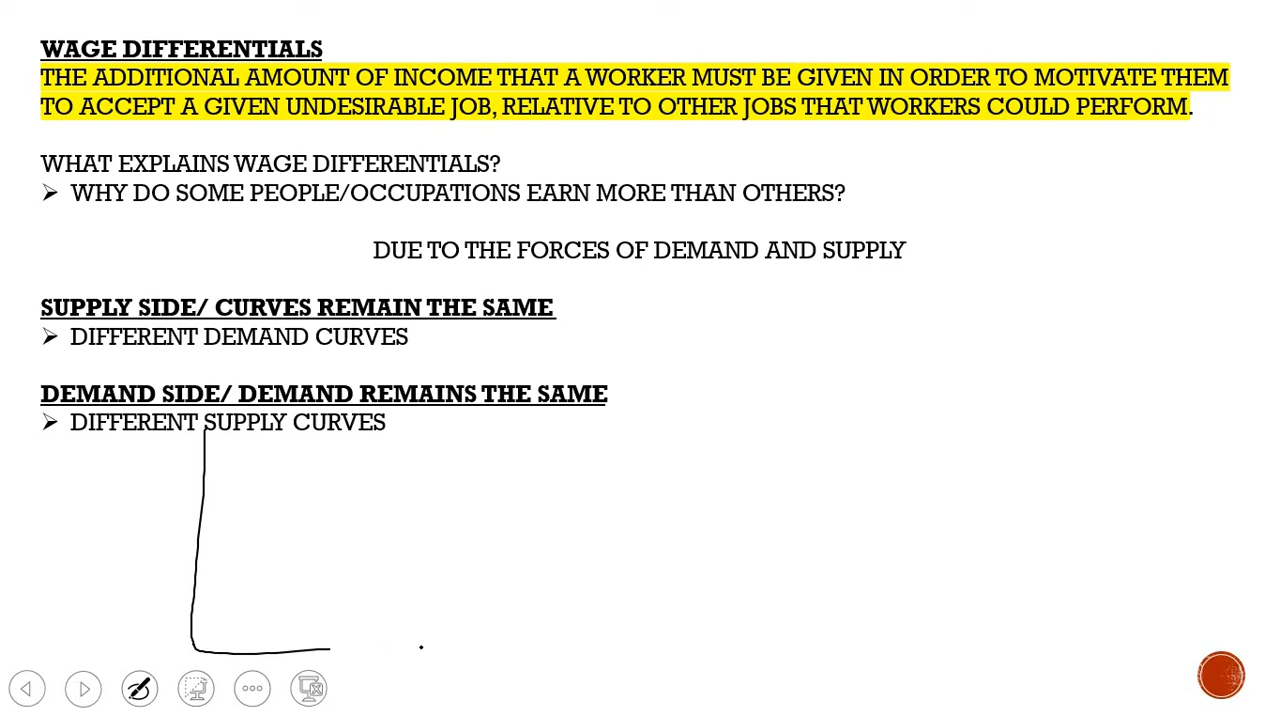 WAGE DIFFERENTIALS
THE ADDITIONAL AMOUNT OF INCOME THAT A WORKER MUST BE GIVEN IN ORDER TO MOTIVATE THEM
TO ACCEPT A GIVEN UNDESIRABLE JOB, RELATIVE TO OTHER JOBS THAT WORKERS COULD PERFORM.
WHAT EXPLAINS WAGE DIFFERENTIALS?
➢ WHY DO SOME PEOPLE/OCCUPATIONS EARN MORE THAN OTHERS?
DUE TO THE FORCES OF DEMAND AND SUPPLY
SUPPLY SIDE/ CURVES REMAIN THE SAME
➢ DIFFERENT DEMAND CURVES
DEMAND SIDE/ DEMAND REMAINS THE SAME
➢ DIFFERENT SUPPLY CURVES